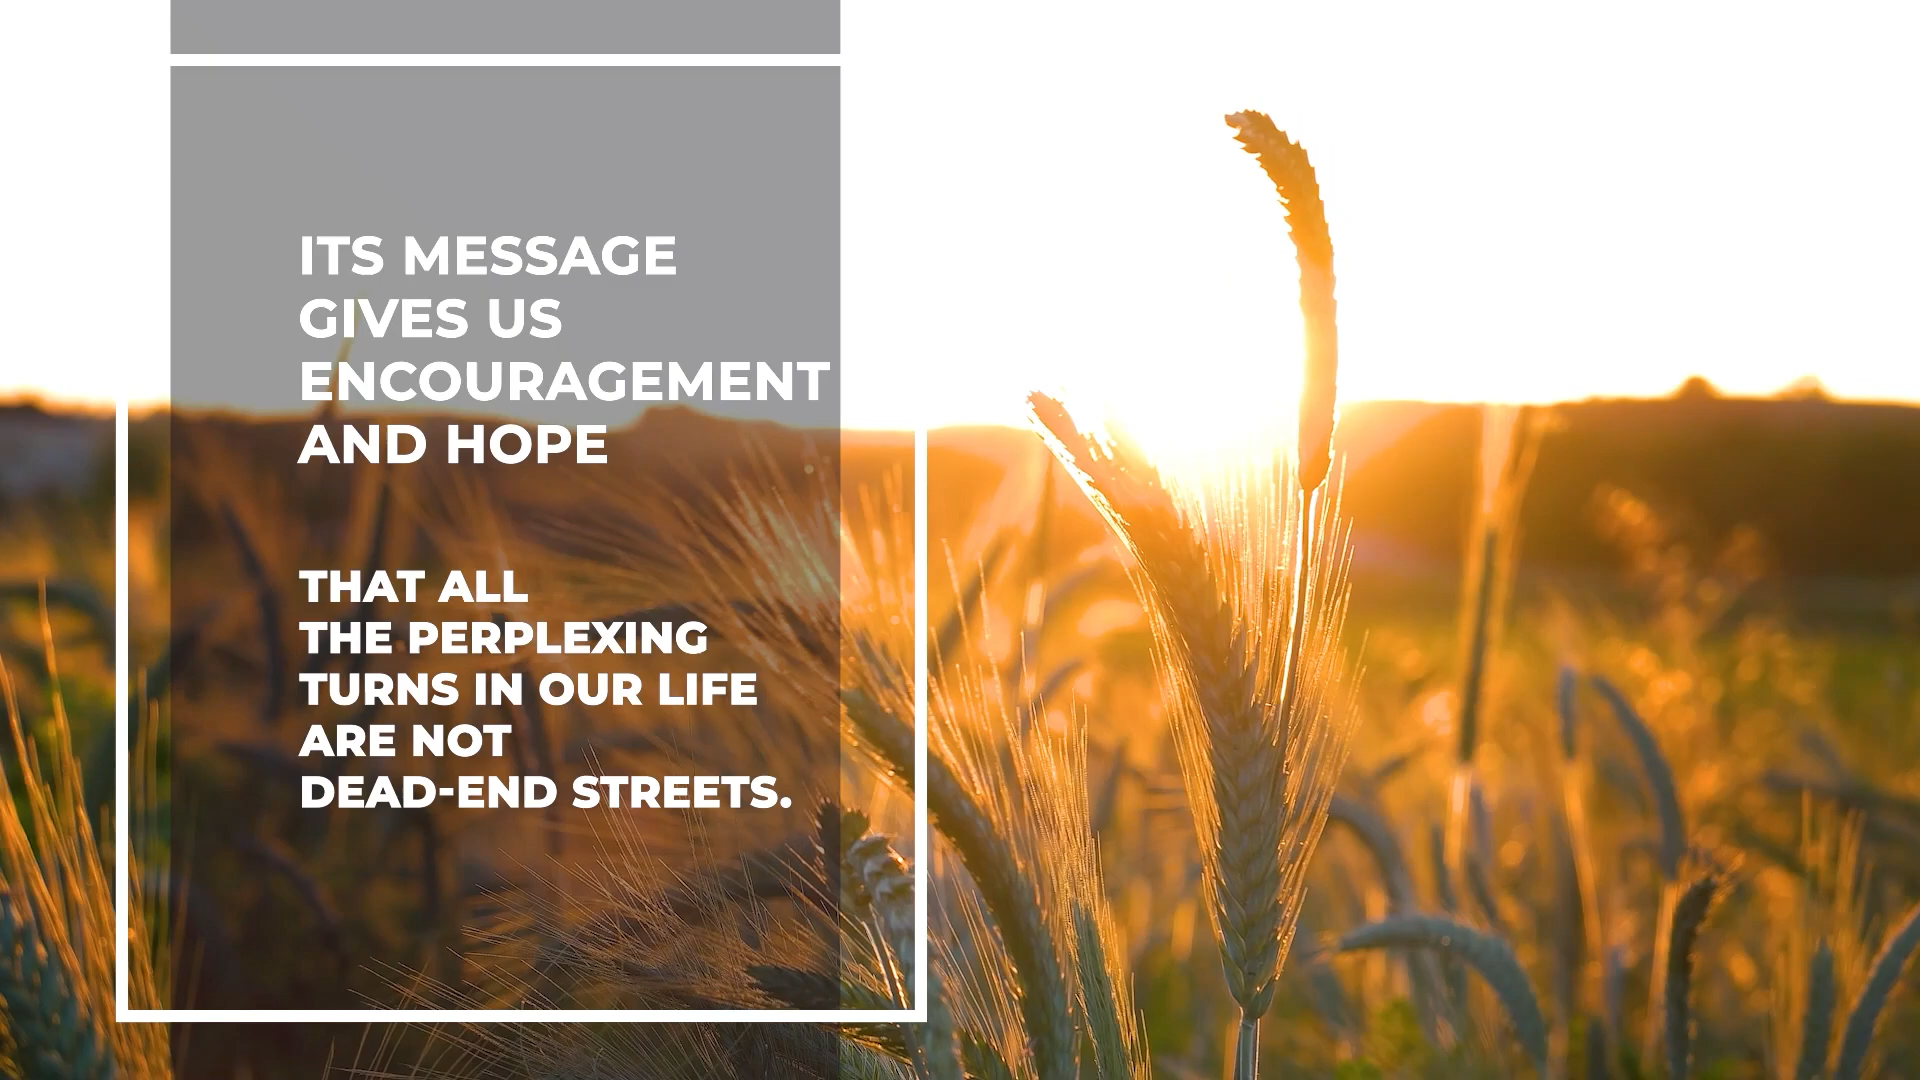 ITS MESSAGE
GIVES US
ENCOURAGEMENT
AND HOPE
THAT ALL
THE PERPLEXING
TURNS IN OUR LIFE
ARE NOT
DEAD-END STREETS.